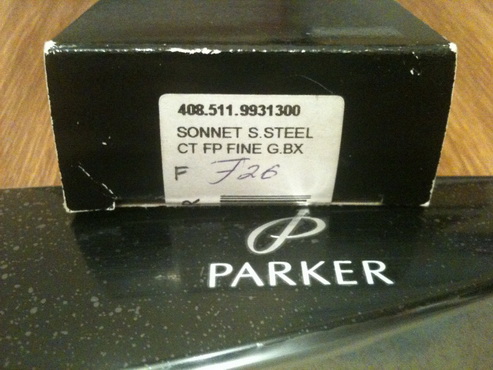 408.511.9931300
SONNET S.STEEL
CT FP FINE G.BX
F F26
PARKER